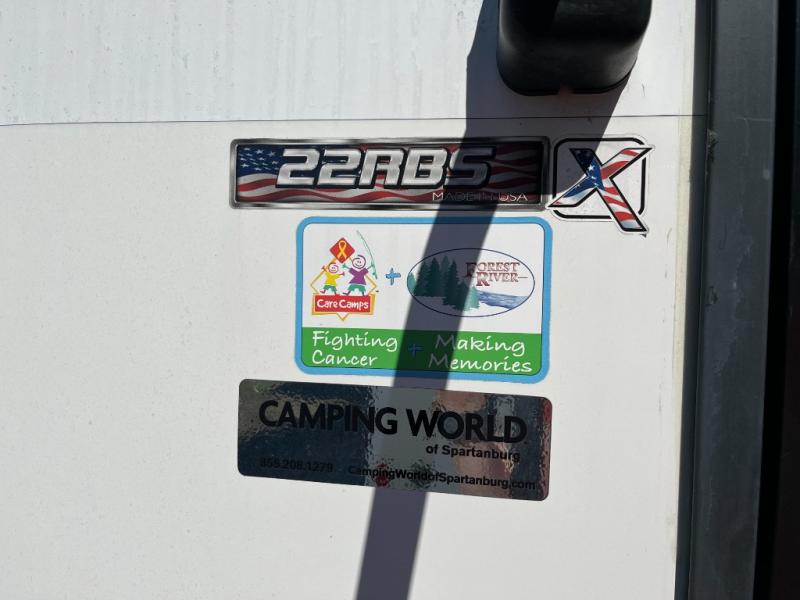 22RBS
MADE IN USA
X
Care Camps
+
FOREST
RIVER
Fighting + Making
Cancer Memories
CAMPING WORLD
of Spartanburg
855.208.1279 CampingWorldofSpartanburg.com